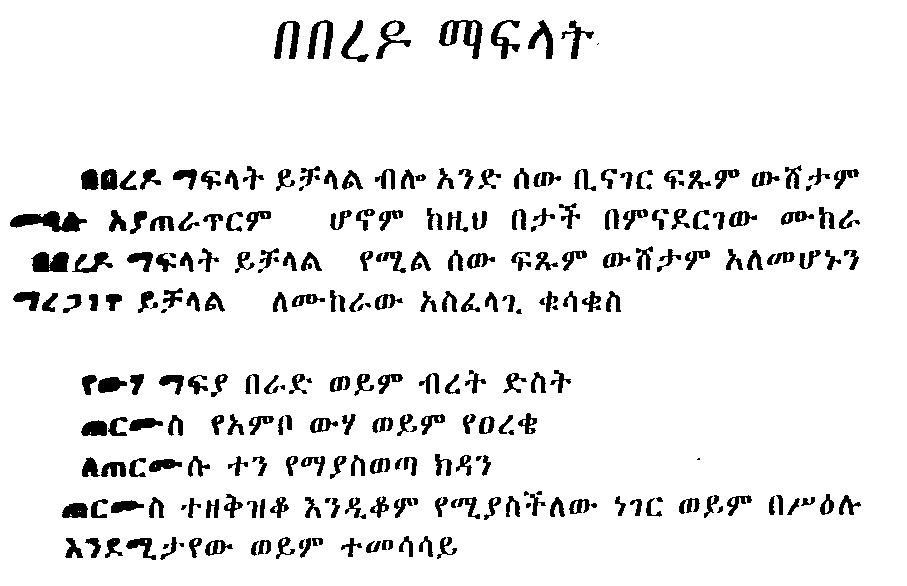 በበረዶ ማፍላት
በበረዶ ማፍላት ይቻላል ብሎ አንድ ሰው ቢናገር ፍጹም ውሸታም
መባሉ አያጠራጥርም ሆኖም ከዚህ በታች በምናደርገው ሙከራ
በበረዶ ማፍላት ይቻላል የሚል ሰው ፍጹም ውሸታም አለመሆኑን
ማረጋገጥ ይቻላል ለሙከራው አስፈላጊ ቁሳቁስ
የውሃ ማፍያ በራድ ወይም ብረት ድስት
ጠርሙስ የአምቦ ውሃ ወይም የዐረቄ
ለጠርሙሱ ተን የማያስወጣ ክዳን
ጠርሙስ ተዘቅዝቆ እንዲቆም የሚያስችለው ነገር ወይም በሥዕሉ
እንደሚታየው ወይም ተመሳሳይ